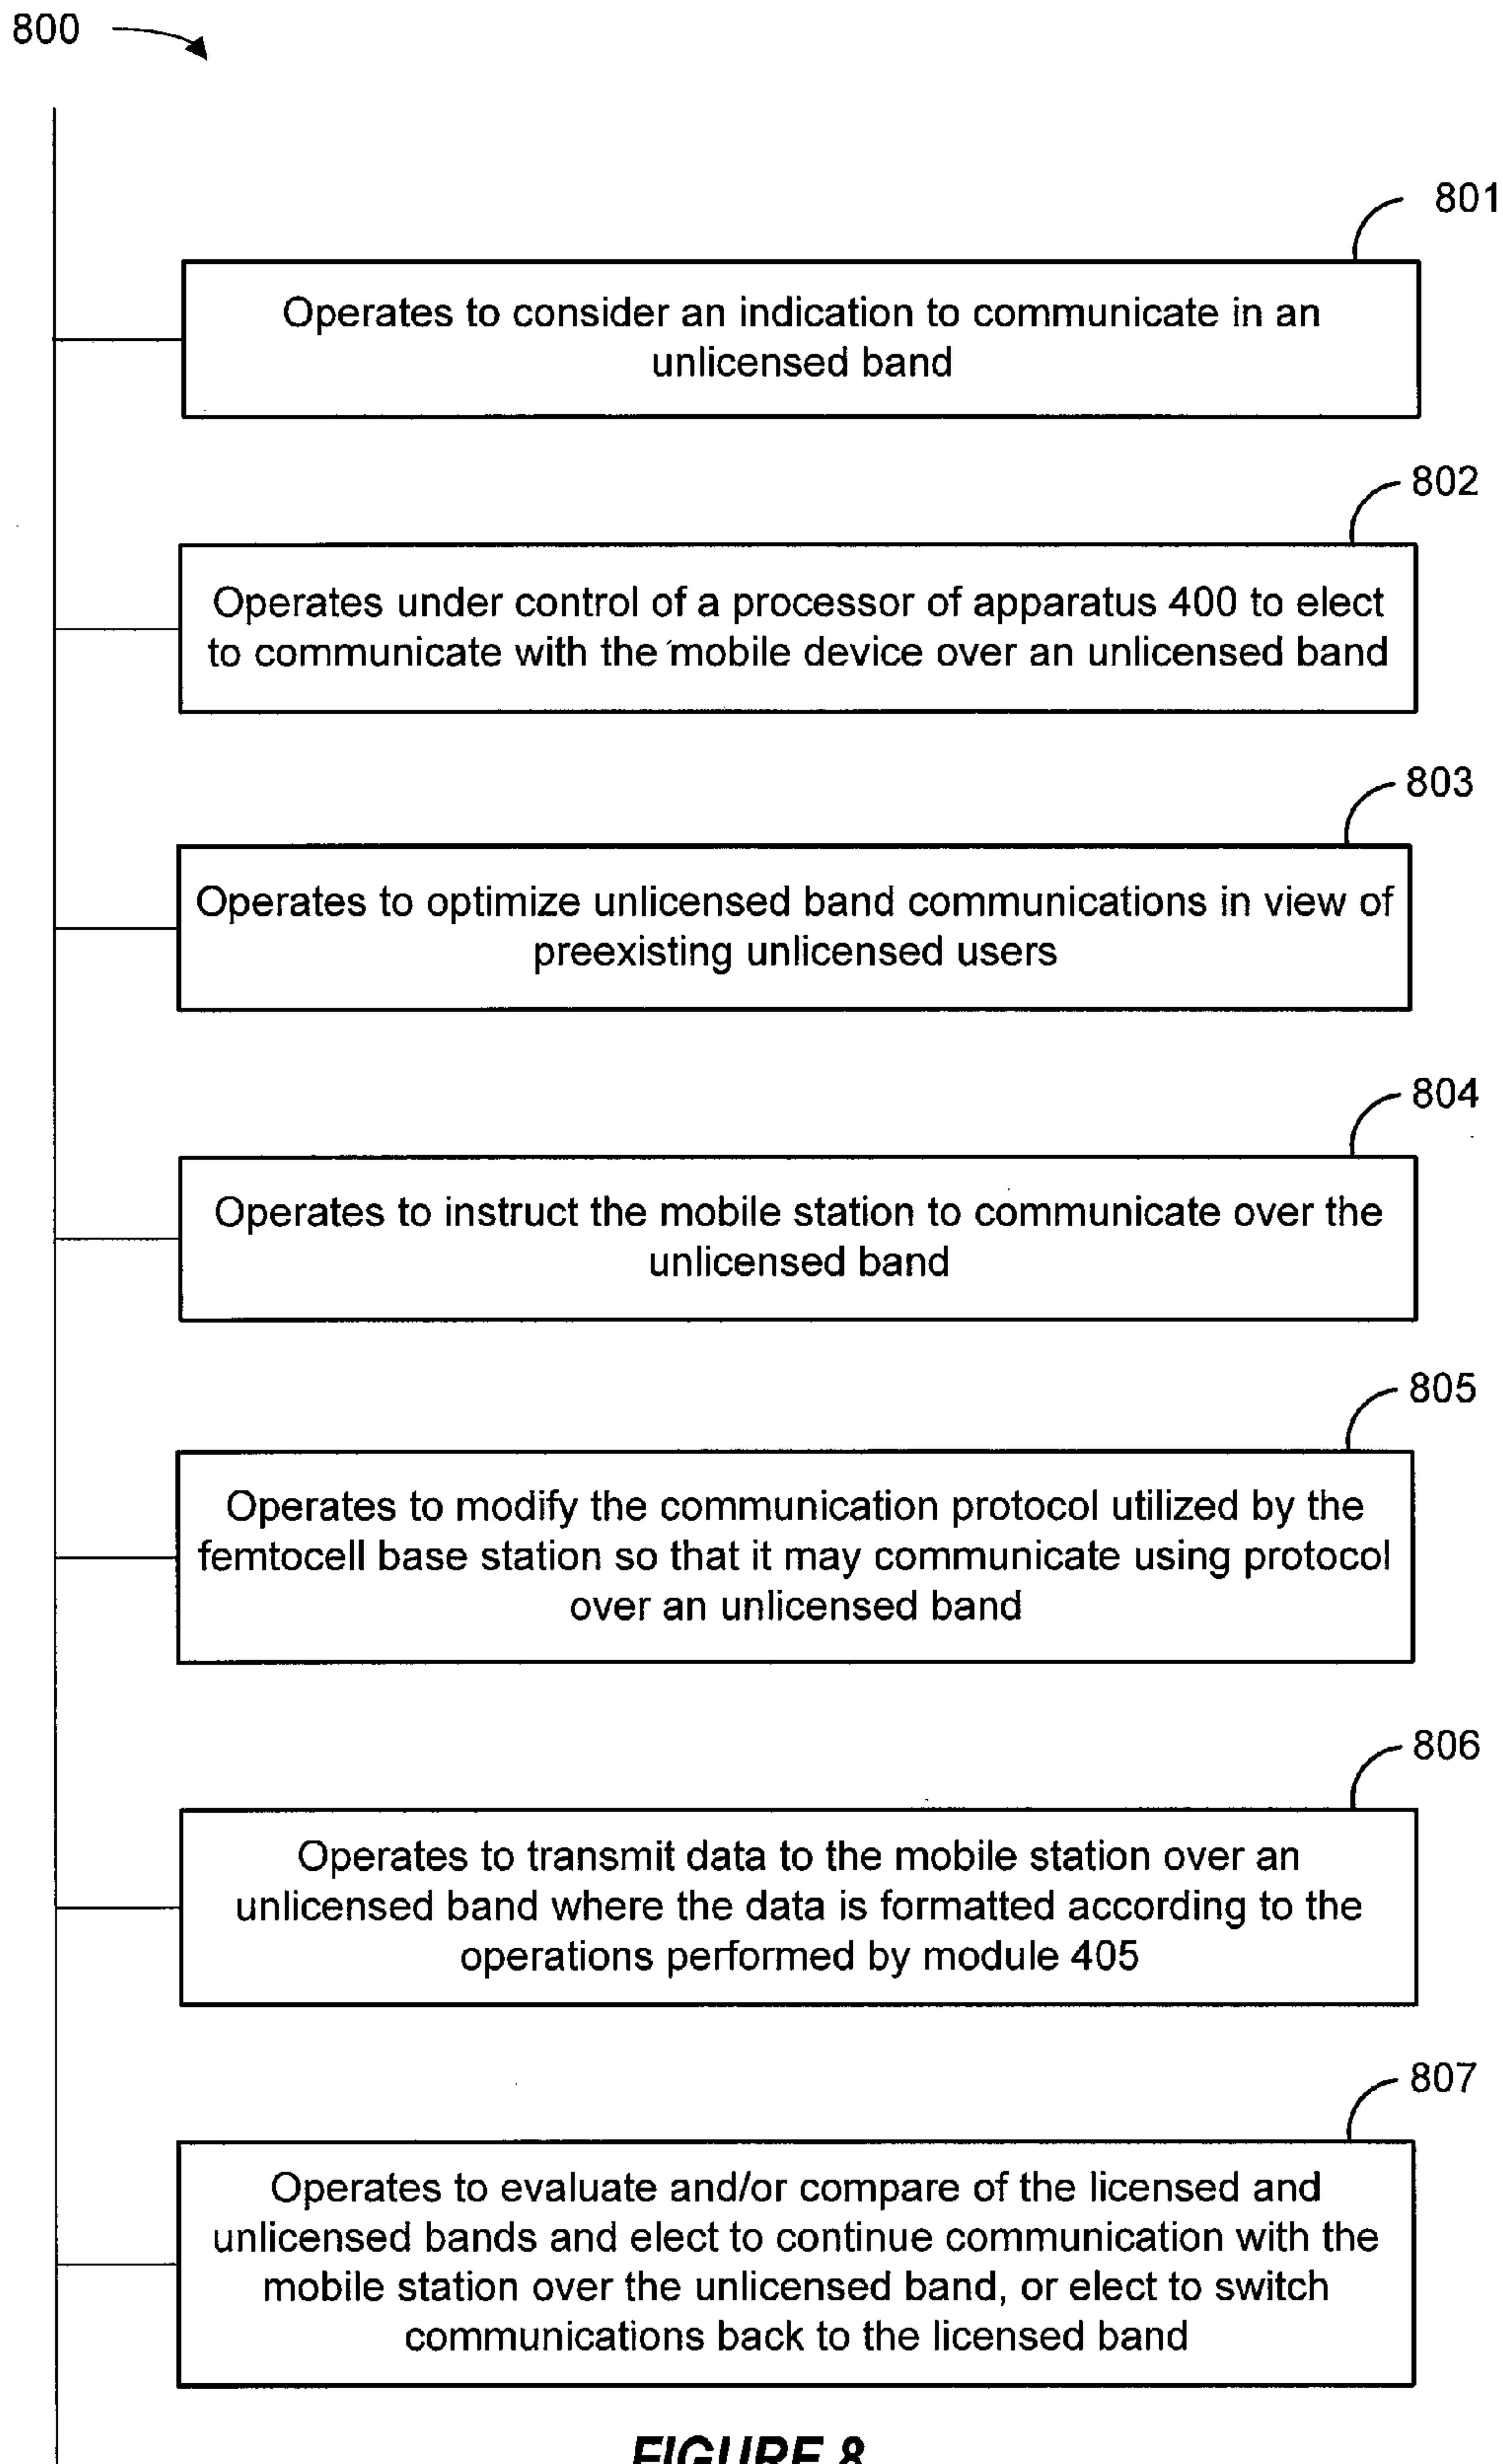 800
801
Operates to consider an indication to communicate in an
unlicensed band
802
Operates under control of a processor of apparatus 400 to elect
to communicate with the mobile device over an unlicensed band
803
Operates to optimize unlicensed band communications in view of
preexisting unlicensed users
804
Operates to instruct the mobile station to communicate over the
unlicensed band
805
Operates to modify the communication protocol utilized by the
femtocell base station so that it may communicate using protocol
over an unlicensed band
806
Operates to transmit data to the mobile station over an
unlicensed band where the data is formatted according to the
operations performed by module 405
807
Operates to evaluate and/or compare of the licensed and
unlicensed bands and elect to continue communication with the
mobile station over the unlicensed band, or elect to switch
communications back to the licensed band
FIGURE 8